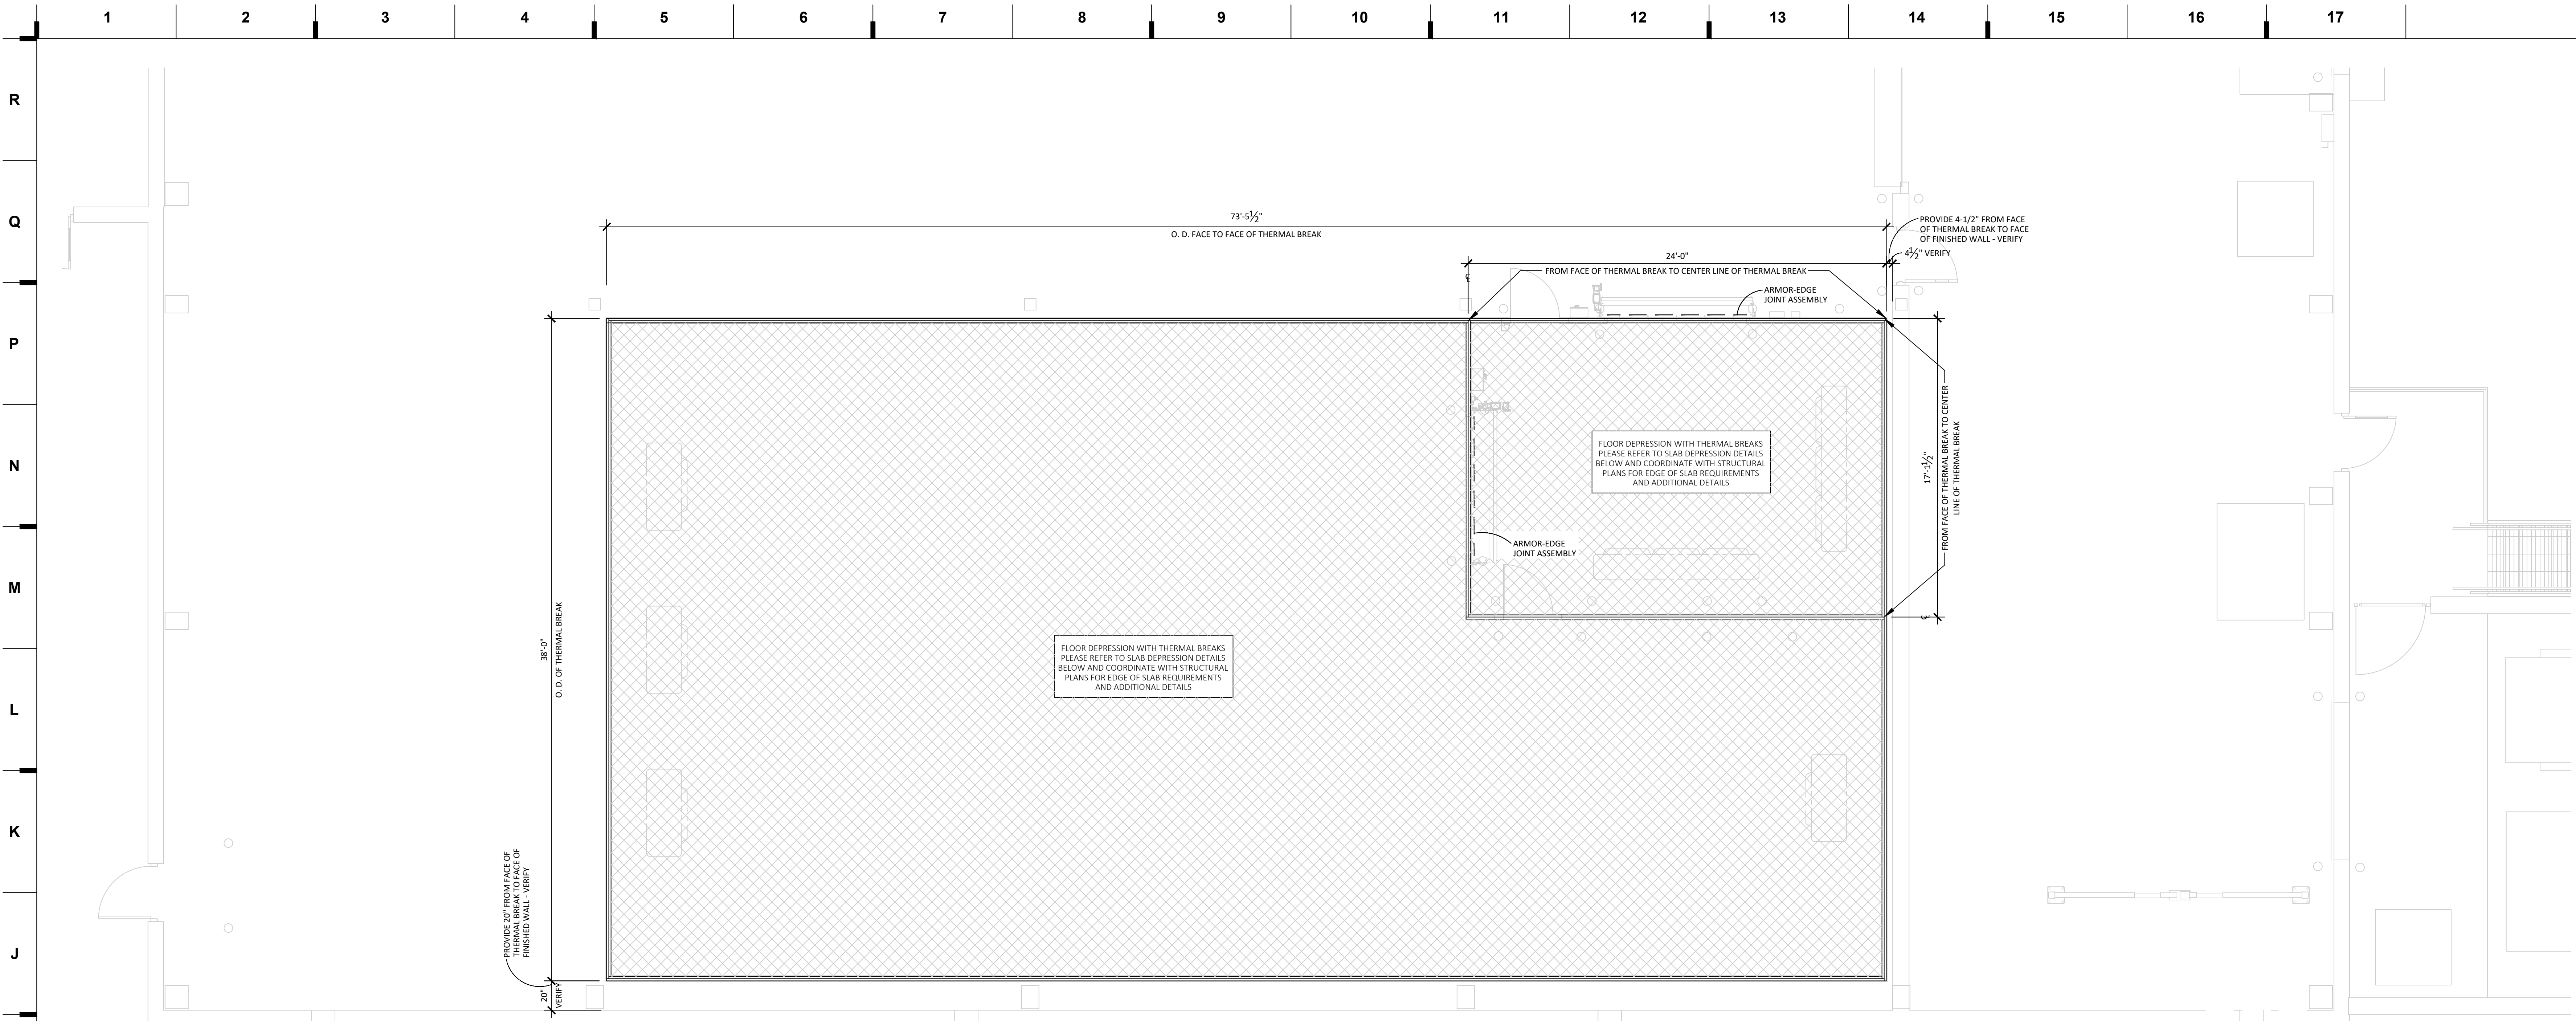 1 2 3 4 5 6 7 8 9 10 11 12 13 14 15 16 17
R
Q
P
N
M
L
K
J
73'-5 1/2"
O. D. FACE TO FACE OF THERMAL BREAK
PROVIDE 4-1/2" FROM FACE
OF THERMAL BREAK TO FACE
OF FINISHED WALL - VERIFY
4 1/2" VERIFY
24'-0"
FROM FACE OF THERMAL BREAK TO CENTER LINE OF THERMAL BREAK
ARMOR-EDGE
JOINT ASSEMBLY
FLOOR DEPRESSION WITH THERMAL BREAKS
PLEASE REFER TO SLAB DEPRESSION DETAILS
BELOW AND COORDINATE WITH STRUCTURAL
PLANS FOR EDGE OF SLAB REQUIREMENTS
AND ADDITIONAL DETAILS
17'-1 1/2"
FROM FACE OF THERMAL BREAK TO CENTER
LINE OF THERMAL BREAK
ARMOR-EDGE
JOINT ASSEMBLY
38'-0"
O. D. OF THERMAL BREAK
FLOOR DEPRESSION WITH THERMAL BREAKS
PLEASE REFER TO SLAB DEPRESSION DETAILS
BELOW AND COORDINATE WITH STRUCTURAL
PLANS FOR EDGE OF SLAB REQUIREMENTS
AND ADDITIONAL DETAILS
PROVIDE 20" FROM FACE OF
THERMAL BREAK TO FACE OF
FINISHED WALL - VERIFY
20"
VERIFY